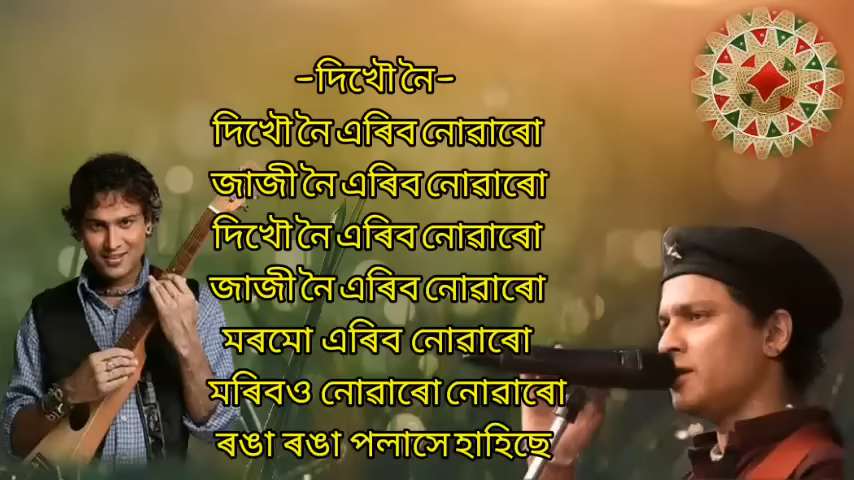 -দিখৌ নৈ-
দিখৌ নৈ এৰিব নোৱাৰো
জাজী নৈ এৰিব নোৱাৰো
দিখৌ নৈ এৰিব নোৱাৰো
জাজী নৈ এৰিব নোৱাৰো
মৰমো এৰিব নোৱাৰো
মৰিবও নোৱাৰো নোৱাৰো
ৰঙা ৰঙা পলাসে হাহিছে